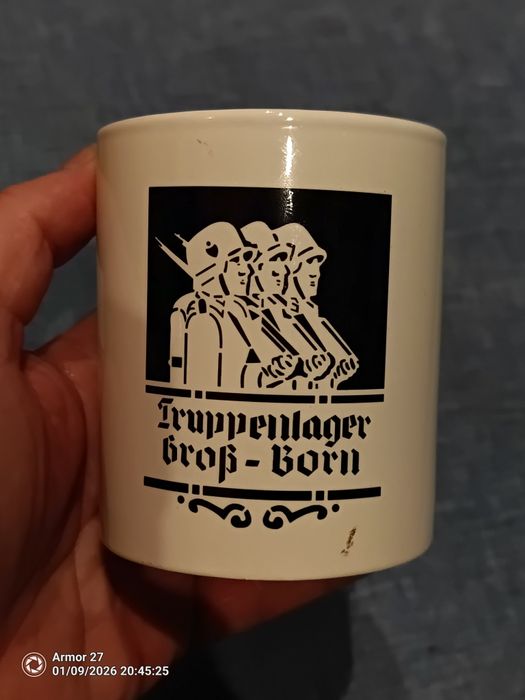 Truppenlager
Groß-Born
Armor 27
01/09/2026 20:45:25